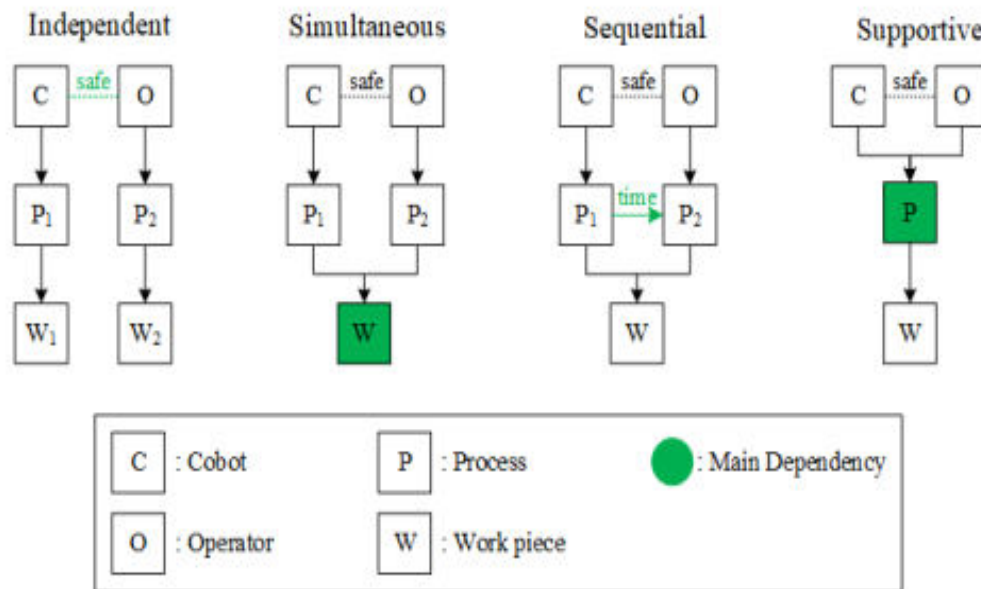 Independent Simultaneous Sequential Supportive
C safe O C safe O C safe O C safe O
P1 P2 P1 P2 P1 time P2 P
W1 W2 W W W
C : Cobot P : Process : Main Dependency
O : Operator W : Work piece